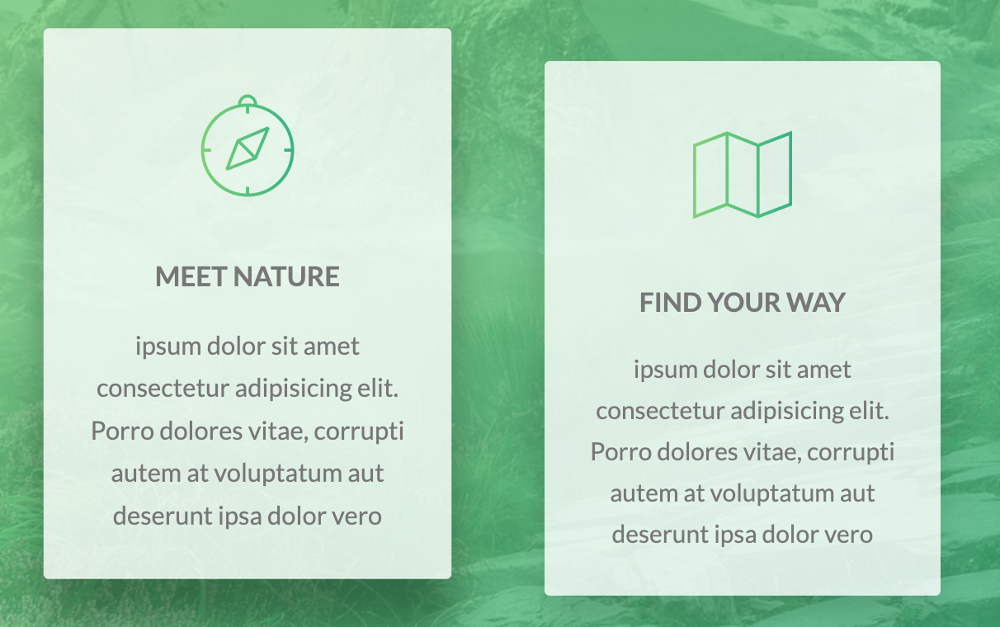 MEET NATURE
ipsum dolor sit amet
consectetur adipisicing elit.
Porro dolores vitae, corrupti
autem at voluptatum aut
deserunt ipsa dolor vero
FIND YOUR WAY
ipsum dolor sit amet
consectetur adipisicing elit.
Porro dolores vitae, corrupti
autem at voluptatum aut
deserunt ipsa dolor vero